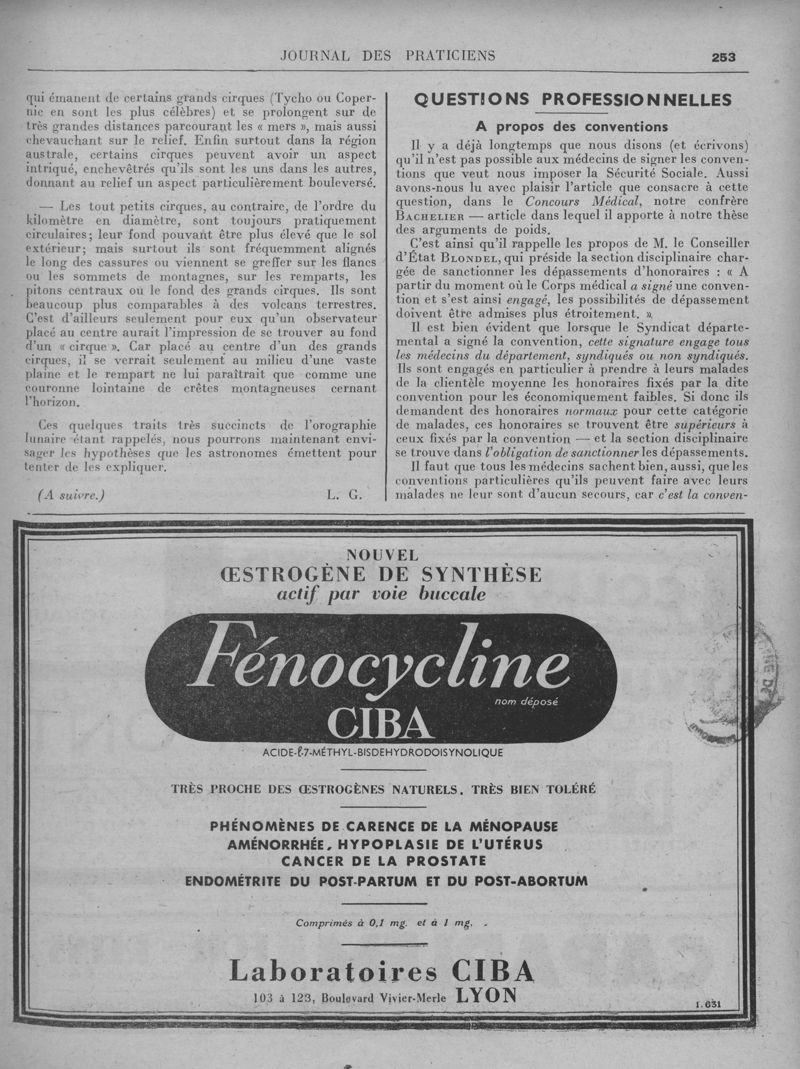 JOURNAL DES PRATICIENS
253
qui émanent de certains grands cirques (Tycho ou Coper-
nic en sont les plus célèbres) et se prolongent sur de
très grandes distances parcourant les « mers », mais aussi
chevauchant sur le relief. Enfin surtout dans la région
australe, certains cirques peuvent avoir un aspect
intriqué, enchevêtrés qu'ils sont les uns dans les autres,
donnant au relief un aspect particulièrement bouleversé.
— Les tout petits cirques, au contraire, de l'ordre du
kilomètre en diamètre, sont toujours pratiquement
circulaires; leur fond pouvant être plus élevé que le sol
extérieur; mais surtout ils sont fréquemment alignés
le long des cassures ou viennent se greffer sur les flancs
ou les sommets de montagnes, sur les remparts, les
pitons centraux ou le fond des grands cirques. Ils sont
beaucoup plus comparables à des volcans terrestres.
C'est d'ailleurs seulement pour eux qu'un observateur
placé au centre aurait l'impression de se trouver au fond
d'un « cirque ». Car placé au centre d'un des grands
cirques, il se verrait seulement au milieu d'une vaste
plaine et le rempart ne lui paraîtrait que comme une
couronne lointaine de crêtes montagneuses cernant
l'horizon.
Ces quelques traits très succincts de l'orographie
lunaire étant rappelés, nous pourrons maintenant envi-
sager les hypothèses que les astronomes émettent pour
tenter de les expliquer.
(A suivre.) L. G.
QUESTIONS PROFESSIONNELLES
A propos des conventions
Il y a déjà longtemps que nous disons (et écrivons)
qu'il n'est pas possible aux médecins de signer les conven-
tions que veut nous imposer la Sécurité Sociale. Aussi
avons-nous lu avec plaisir l'article que consacre à cette
question, dans le Concours Médical, notre confrère
BACHELIER — article dans lequel il apporte à notre thèse
des arguments de poids.
C'est ainsi qu'il rappelle les propos de M. le Conseiller
d'État BLONDEL, qui préside la section disciplinaire char-
gée de sanctionner les dépassements d'honoraires : « A
partir du moment où le Corps médical a signé une conven-
tion et s'est ainsi engagé, les possibilités de dépassement
doivent être admises plus étroitement. ».
Il est bien évident que lorsque le Syndicat départe-
mental a signé la convention, cette signature engage tous
les médecins du département, syndiqués ou non syndiqués.
Ils sont engagés en particulier à prendre à leurs malades
de la clientèle moyenne les honoraires fixés par la dite
convention pour les économiquement faibles. Si donc ils
demandent des honoraires normaux pour cette catégorie
de malades, ces honoraires se trouvent être supérieurs à
ceux fixés par la convention — et la section disciplinaire
se trouve dans l'obligation de sanctionner les dépassements.
Il faut que tous les médecins sachent bien, aussi, que les
conventions particulières qu'ils peuvent faire avec leurs
malades ne leur sont d'aucun secours, car c'est la conven-
NOUVEL
ŒSTROGÈNE DE SYNTHÈSE
actif par voie buccale
Fénocycline
nom déposé
CIBA
ACIDE-ℓ-7-MÉTHYL-BISDEHYDRODOISYNOLIQUE
TRÈS PROCHE DES ŒSTROGÈNES NATURELS. TRÈS BIEN TOLÉRÉ
PHÉNOMÈNES DE CARENCE DE LA MÉNOPAUSE
AMÉNORRHÉE, HYPOPLASIE DE L'UTÉRUS
CANCER DE LA PROSTATE
ENDOMÉTRITE DU POST-PARTUM ET DU POST-ABORTUM
Comprimés à 0,1 mg. et à 1 mg.
Laboratoires CIBA
103 à 123, Boulevard Vivier-Merle LYON
1.631